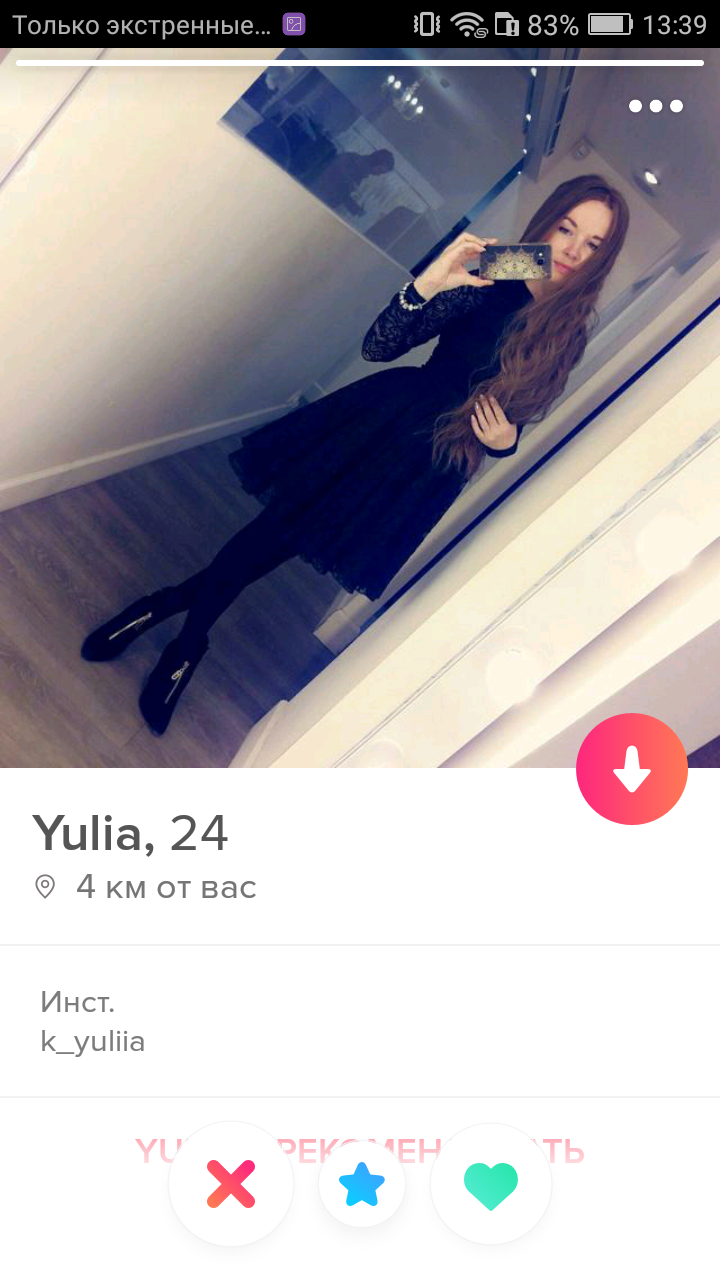 Только экстренные... 83% 13:39
Yulia, 24
4 км от вас
Инст.
k_yuliia